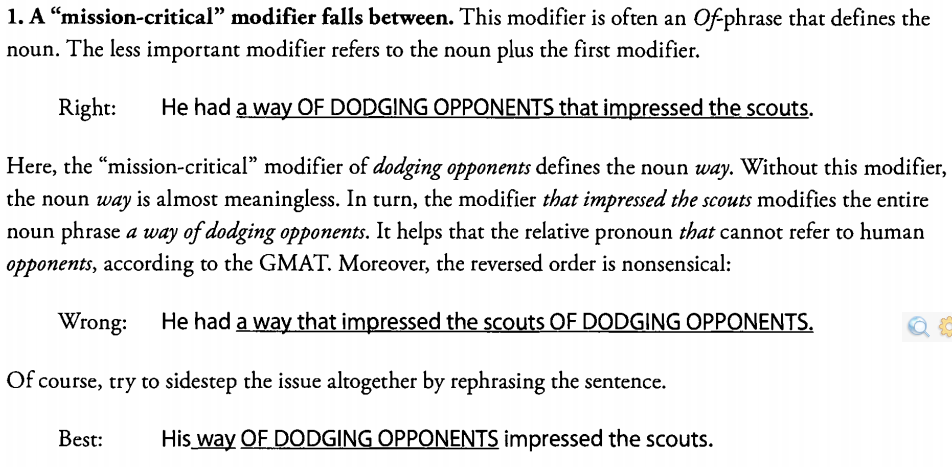 1. A “mission-critical” modifier falls between. This modifier is often an Of-phrase that defines the
noun. The less important modifier refers to the noun plus the first modifier.
Right: He had a way OF DODGING OPPONENTS that impressed the scouts.
Here, the “mission-critical” modifier of dodging opponents defines the noun way. Without this modifier,
the noun way is almost meaningless. In turn, the modifier that impressed the scouts modifies the entire
noun phrase a way of dodging opponents. It helps that the relative pronoun that cannot refer to human
opponents, according to the GMAT. Moreover, the reversed order is nonsensical:
Wrong: He had a way that impressed the scouts OF DODGING OPPONENTS.
Of course, try to sidestep the issue altogether by rephrasing the sentence.
Best: His way OF DODGING OPPONENTS impressed the scouts.